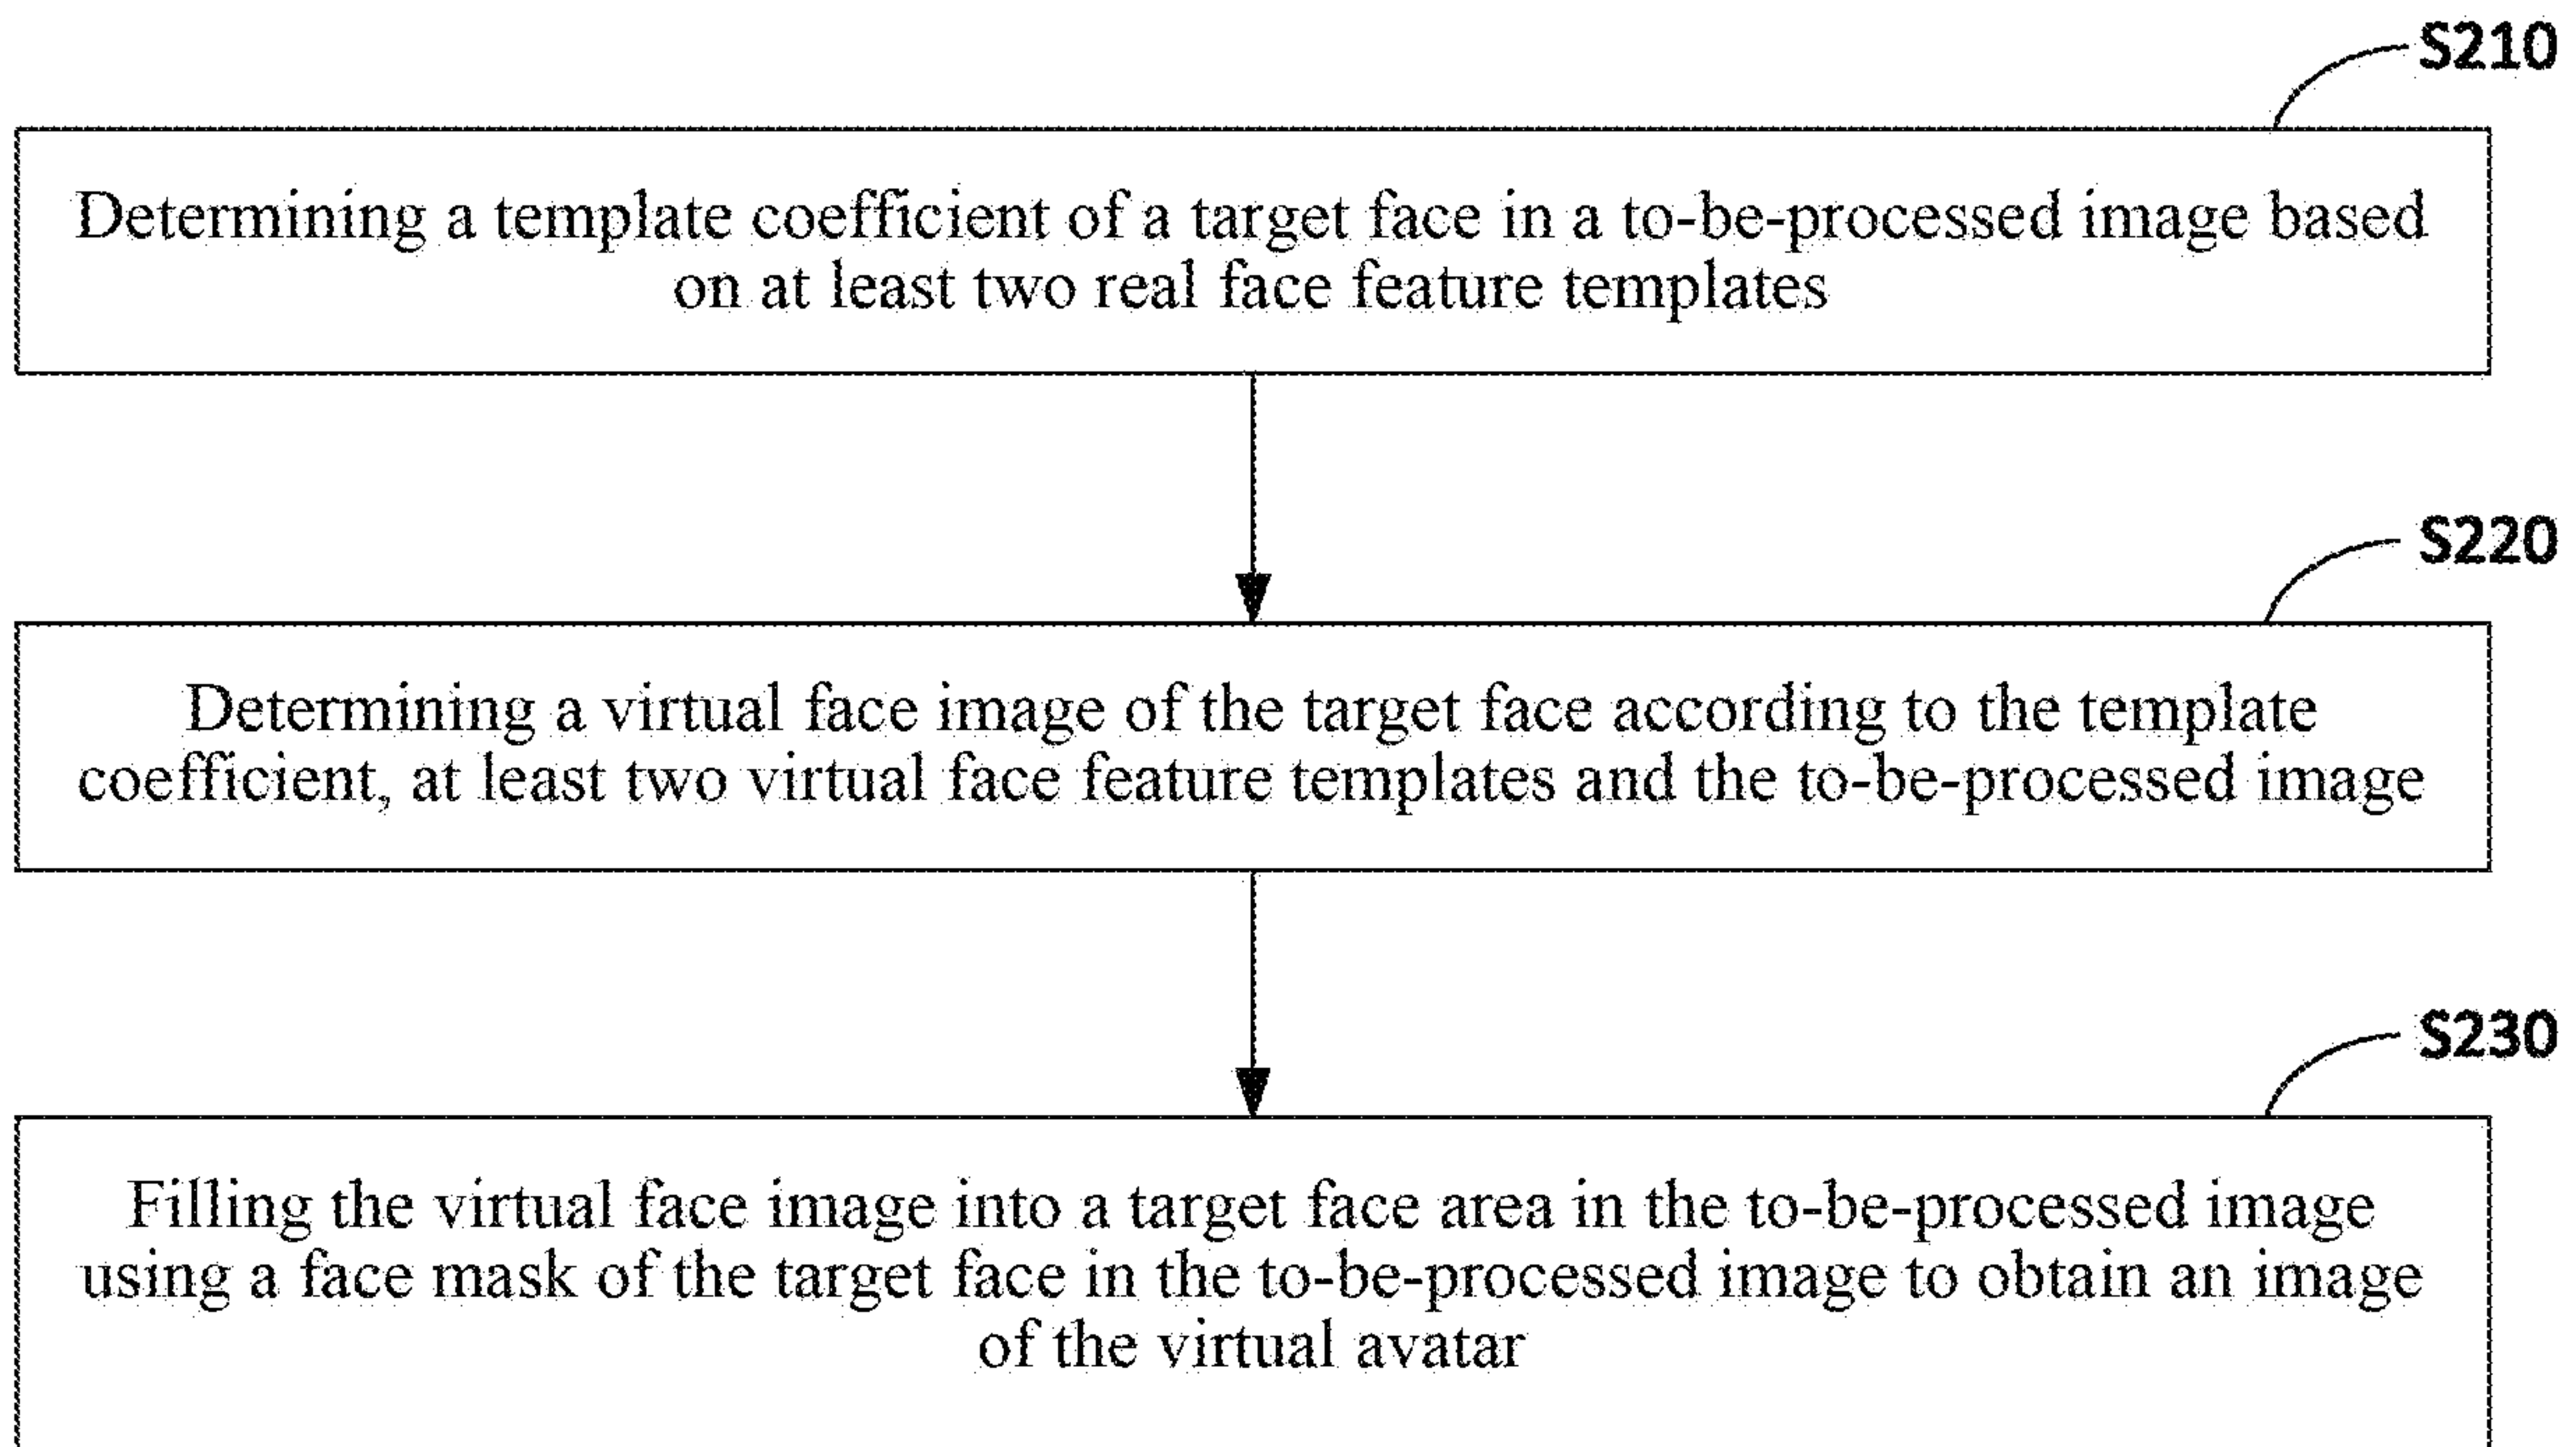 S210
Determining a template coefficient of a target face in a to-be-processed image based
on at least two real face feature templates
S220
Determining a virtual face image of the target face according to the template
coefficient, at least two virtual face feature templates and the to-be-processed image
S230
Filling the virtual face image into a target face area in the to-be-processed image
using a face mask of the target face in the to-be-processed image to obtain an image
of the virtual avatar